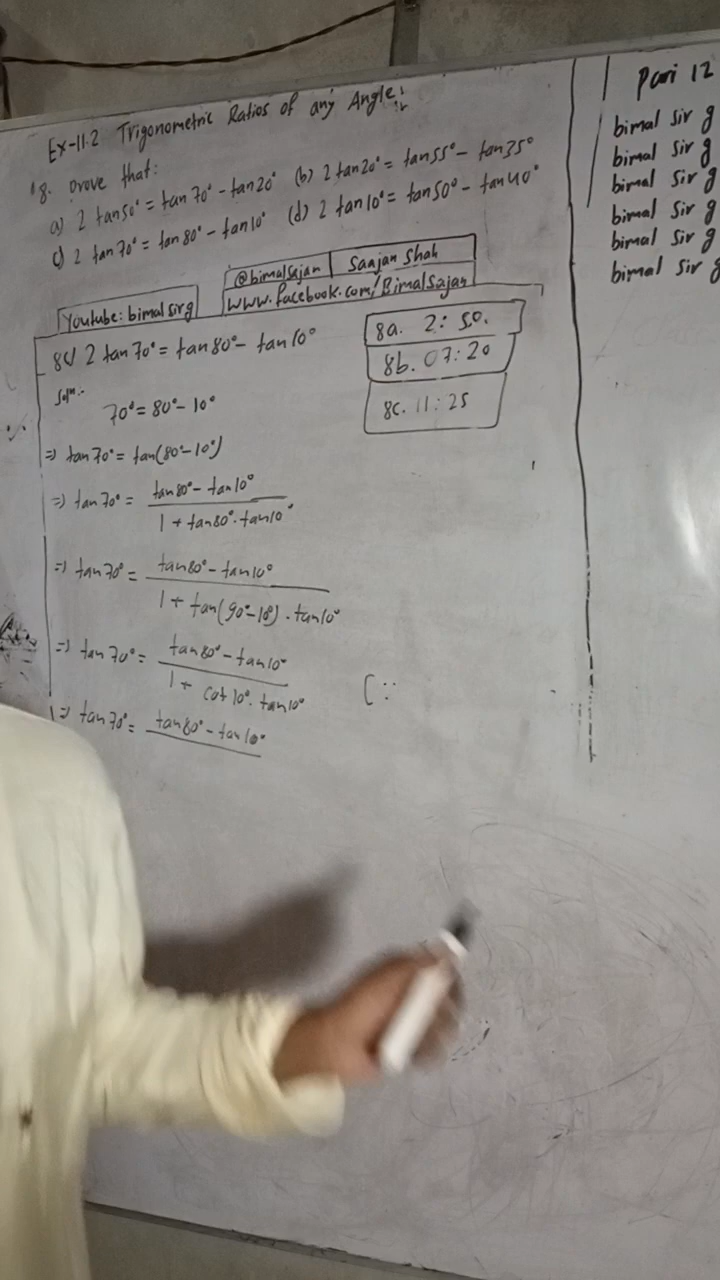 Ex-11.2 Trigonometric Ratios of any Angle:
8. prove that:
a) 2 tan50° = tan 70° - tan20° (b) 2 tan20° = tan55° - tan35°
c) 2 tan70° = tan80° - tan10° (d) 2 tan10° = tan50° - tan40°
@bimalsajan | Saajan Shah
Youtube: bimalsirg
www.facebook.com/BimalSajan
8c) 2 tan70° = tan80° - tan10°
Soln:-
70° = 80° - 10°
=> tan70° = tan(80° - 10°)
=> tan70° = tan80° - tan10°
1 + tan80° . tan10°
=> tan70° = tan80° - tan10°
1 + tan(90° - 10°) . tan10°
=> tan70° = tan80° - tan10°
1 + cot10° . tan10°
[∵
=> tan70° = tan80° - tan10°
8a. 2: 50.
8b. 07:20
8c. 11:25
Pari 12
bimal sir g
bimal sir g
bimal sir g
bimal sir g
bimal sir g
bimal sir g